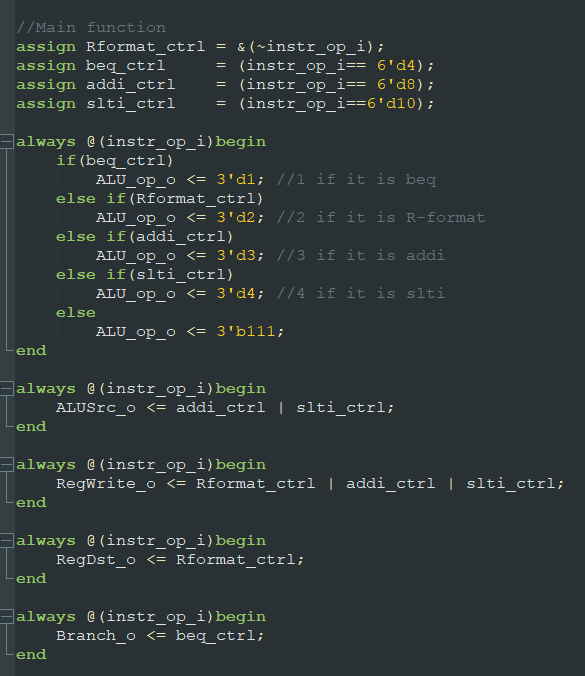 //Main function
assign Rformat_ctrl = &(~instr_op_i);
assign beq_ctrl     = (instr_op_i== 6'd4);
assign addi_ctrl    = (instr_op_i== 6'd8);
assign slti_ctrl    = (instr_op_i==6'd10);
always @(instr_op_i)begin
    if(beq_ctrl)
        ALU_op_o <= 3'd1; //1 if it is beq
    else if(Rformat_ctrl)
        ALU_op_o <= 3'd2; //2 if it is R-format
    else if(addi_ctrl)
        ALU_op_o <= 3'd3; //3 if it is addi
    else if(slti_ctrl)
        ALU_op_o <= 3'd4; //4 if it is slti
    else
        ALU_op_o <= 3'b111;
end
always @(instr_op_i)begin
    ALUSrc_o <= addi_ctrl | slti_ctrl;
end
always @(instr_op_i)begin
    RegWrite_o <= Rformat_ctrl | addi_ctrl | slti_ctrl;
end
always @(instr_op_i)begin
    RegDst_o <= Rformat_ctrl;
end
always @(instr_op_i)begin
    Branch_o <= beq_ctrl;
end